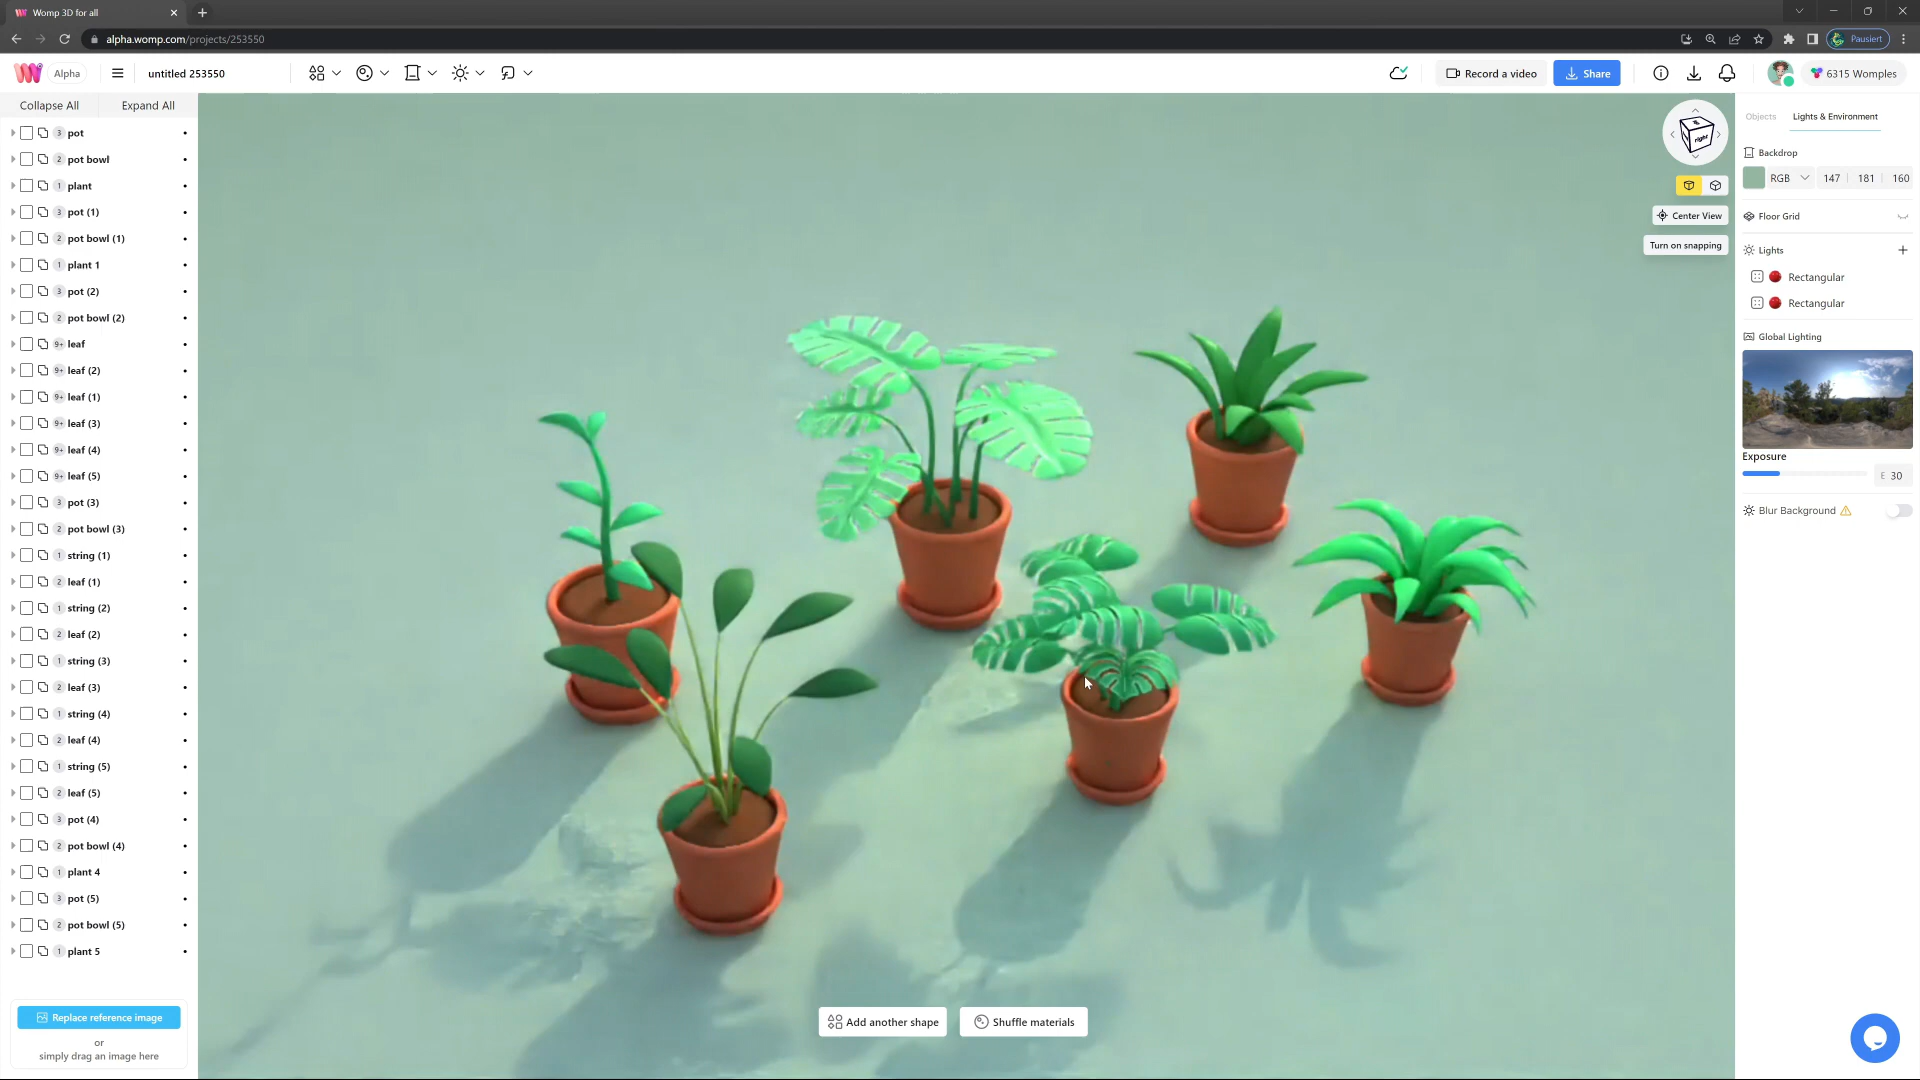 Womp 3D for all
alpha.womp.com/projects/253550
Pausiert
Alpha
untitled 253550
Record a video
Share
6315 Womples
Collapse All
Expand All
3 pot
2 pot bowl
1 plant
3 pot (1)
2 pot bowl (1)
1 plant 1
3 pot (2)
2 pot bowl (2)
9+ leaf
9+ leaf (2)
9+ leaf (1)
9+ leaf (3)
9+ leaf (4)
9+ leaf (5)
3 pot (3)
2 pot bowl (3)
1 string (1)
2 leaf (1)
1 string (2)
2 leaf (2)
1 string (3)
2 leaf (3)
1 string (4)
2 leaf (4)
1 string (5)
2 leaf (5)
3 pot (4)
2 pot bowl (4)
1 plant 4
3 pot (5)
2 pot bowl (5)
1 plant 5
Replace reference image
or
simply drag an image here
right
Center View
Turn on snapping
Add another shape
Shuffle materials
Objects
Lights & Environment
Backdrop
RGB 147 181 160
Floor Grid
Lights
Rectangular
Rectangular
Global Lighting
Exposure
E 30
Blur Background